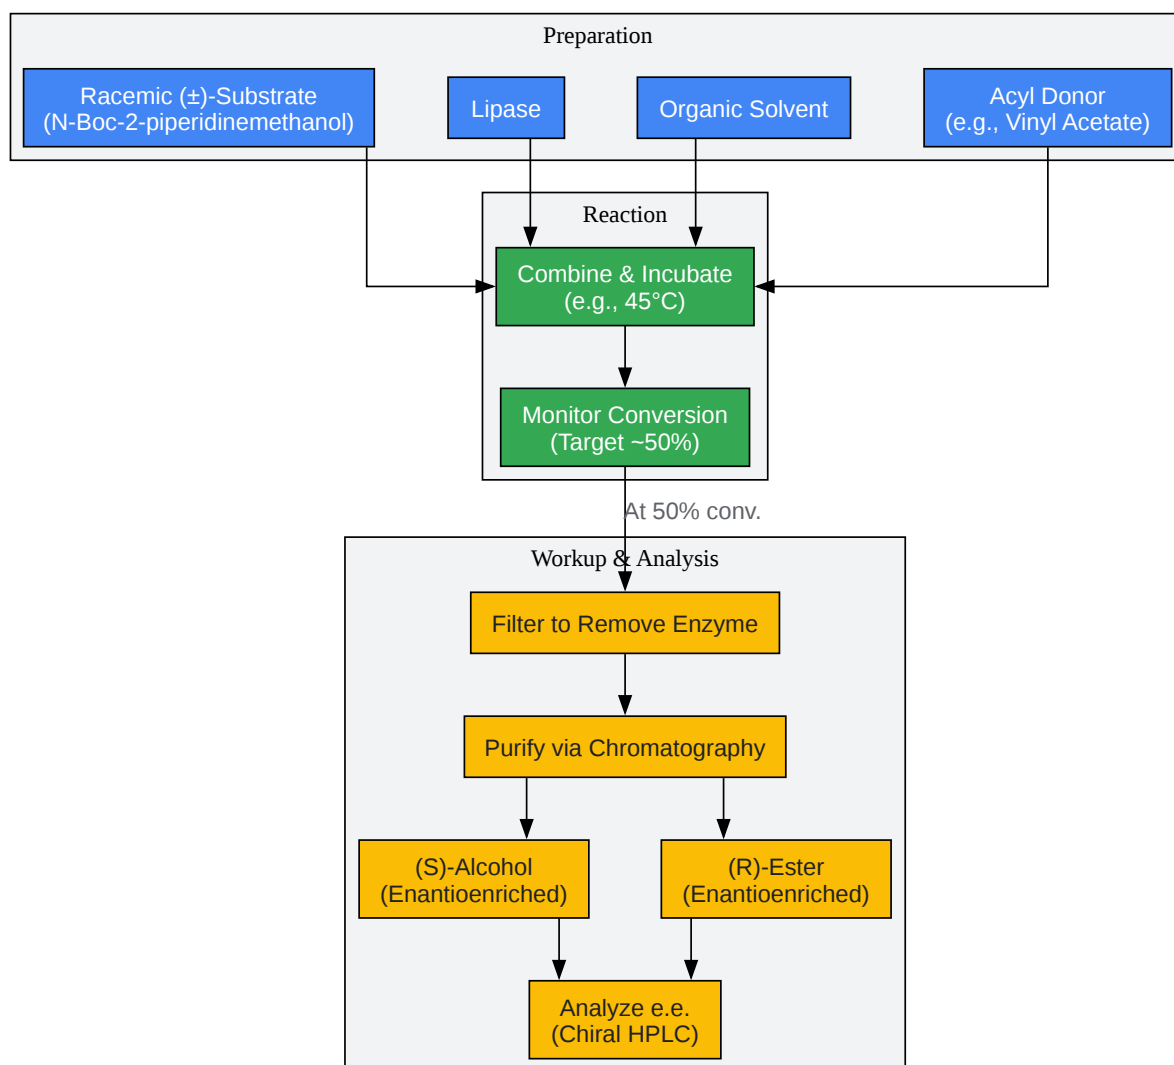 Preparation
Racemic (±)-Substrate
(N-Boc-2-piperidinemethanol)
Lipase
Organic Solvent
Acyl Donor
(e.g., Vinyl Acetate)
Reaction
Combine & Incubate
(e.g., 45°C)
Monitor Conversion
(Target ~50%)
At 50% conv.
Workup & Analysis
Filter to Remove Enzyme
Purify via Chromatography
(S)-Alcohol
(Enantioenriched)
(R)-Ester
(Enantioenriched)
Analyze e.e.
(Chiral HPLC)